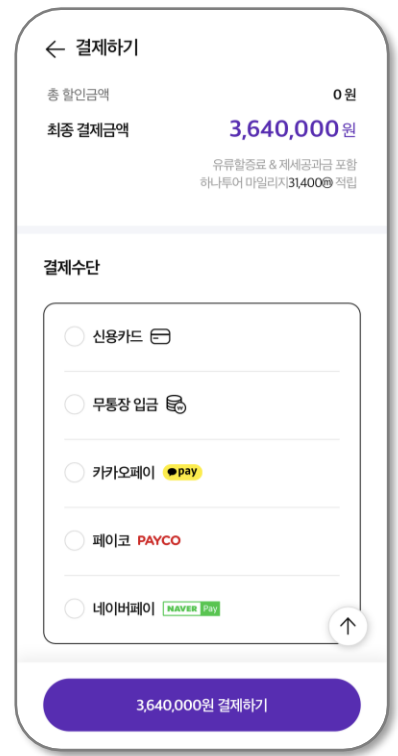 결제하기
총 할인금액 0원
최종 결제금액 3,640,000원
유류할증료 & 제세공과금 포함
하나투어 마일리지31,400ⓜ 적립
결제수단
신용카드
무통장 입금
카카오페이 pay
페이코 PAYCO
네이버페이 NAVER Pay
3,640,000원 결제하기